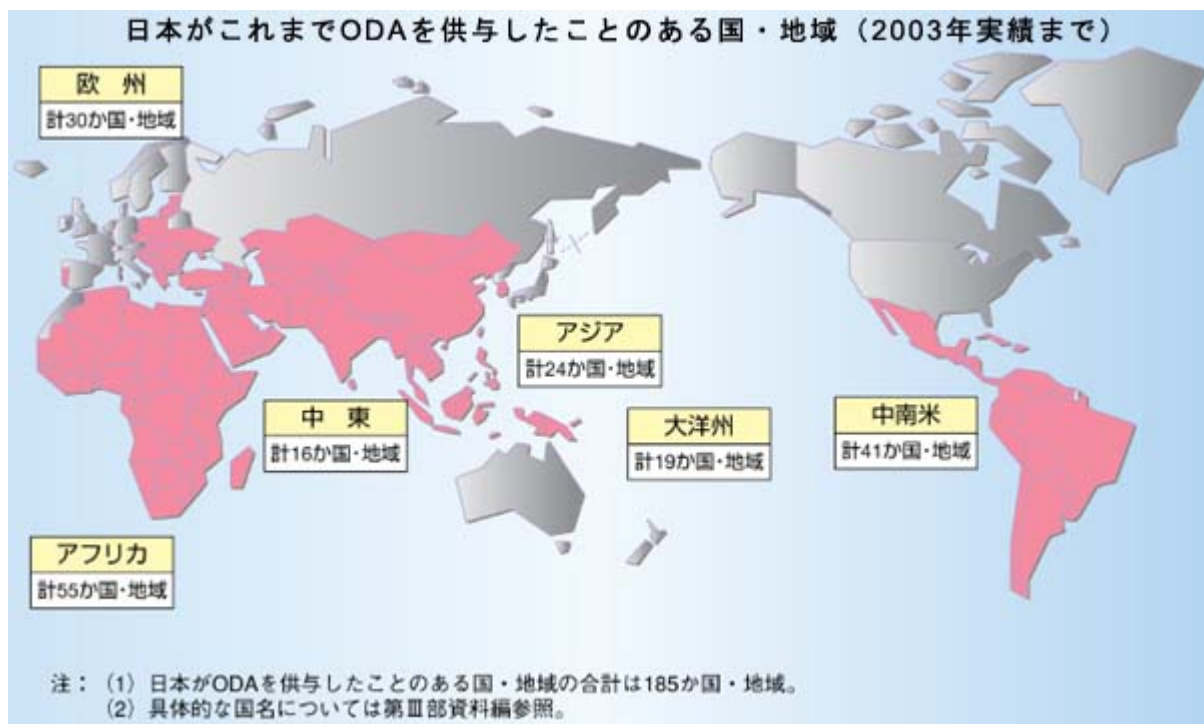 日本がこれまでODAを供与したことのある国・地域（2003年実績まで）
欧　州
計30か国・地域
アジア
計24か国・地域
中　東
計16か国・地域
大洋州
計19か国・地域
中南米
計41か国・地域
アフリカ
計55か国・地域
注：（1）日本がODAを供与したことのある国・地域の合計は185か国・地域。
（2）具体的な国名については第Ⅲ部資料編参照。